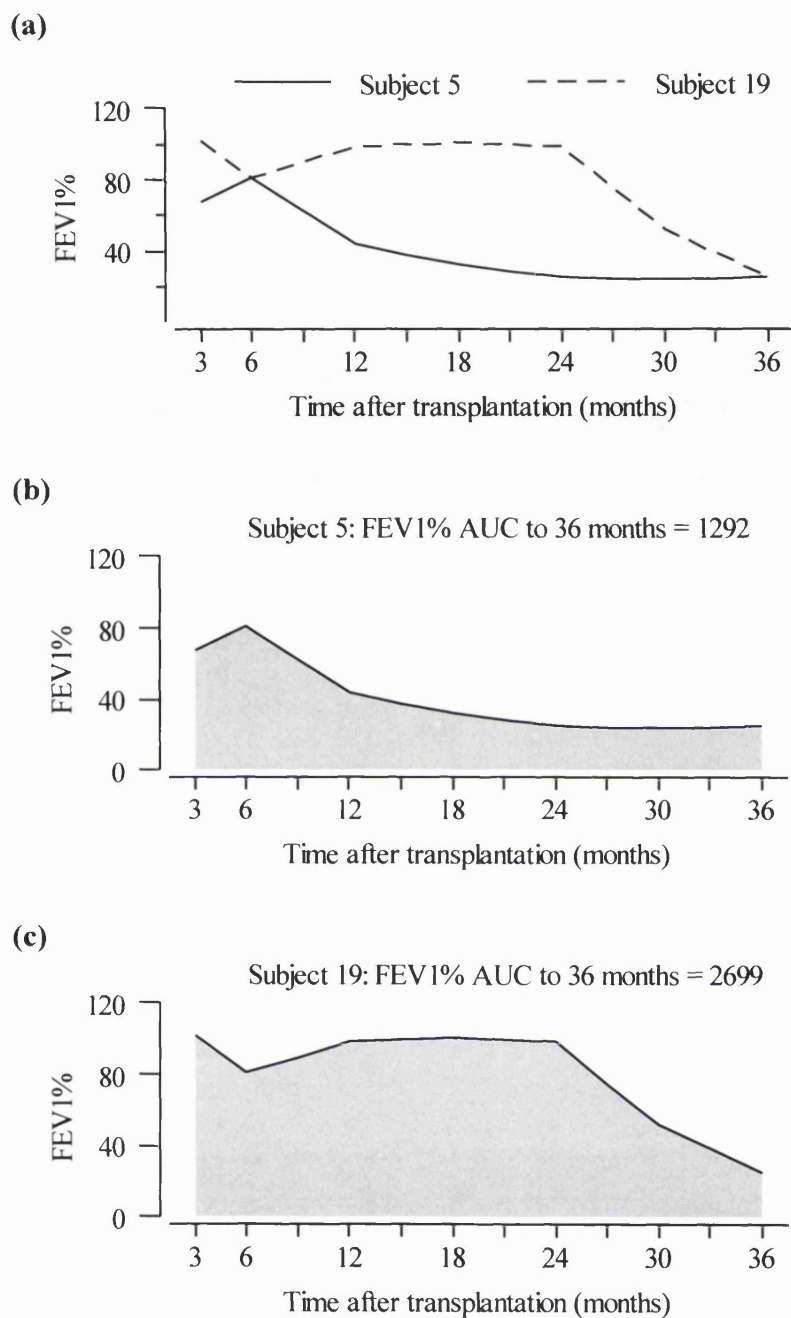 (a)
Subject 5 Subject 19
120
80
40
FEV1%
3 6 12 18 24 30 36
Time after transplantation (months)
(b)
Subject 5: FEV1% AUC to 36 months = 1292
120
80
40
0
FEV1%
3 6 12 18 24 30 36
Time after transplantation (months)
(c)
Subject 19: FEV1% AUC to 36 months = 2699
120
80
40
0
FEV1%
3 6 12 18 24 30 36
Time after transplantation (months)